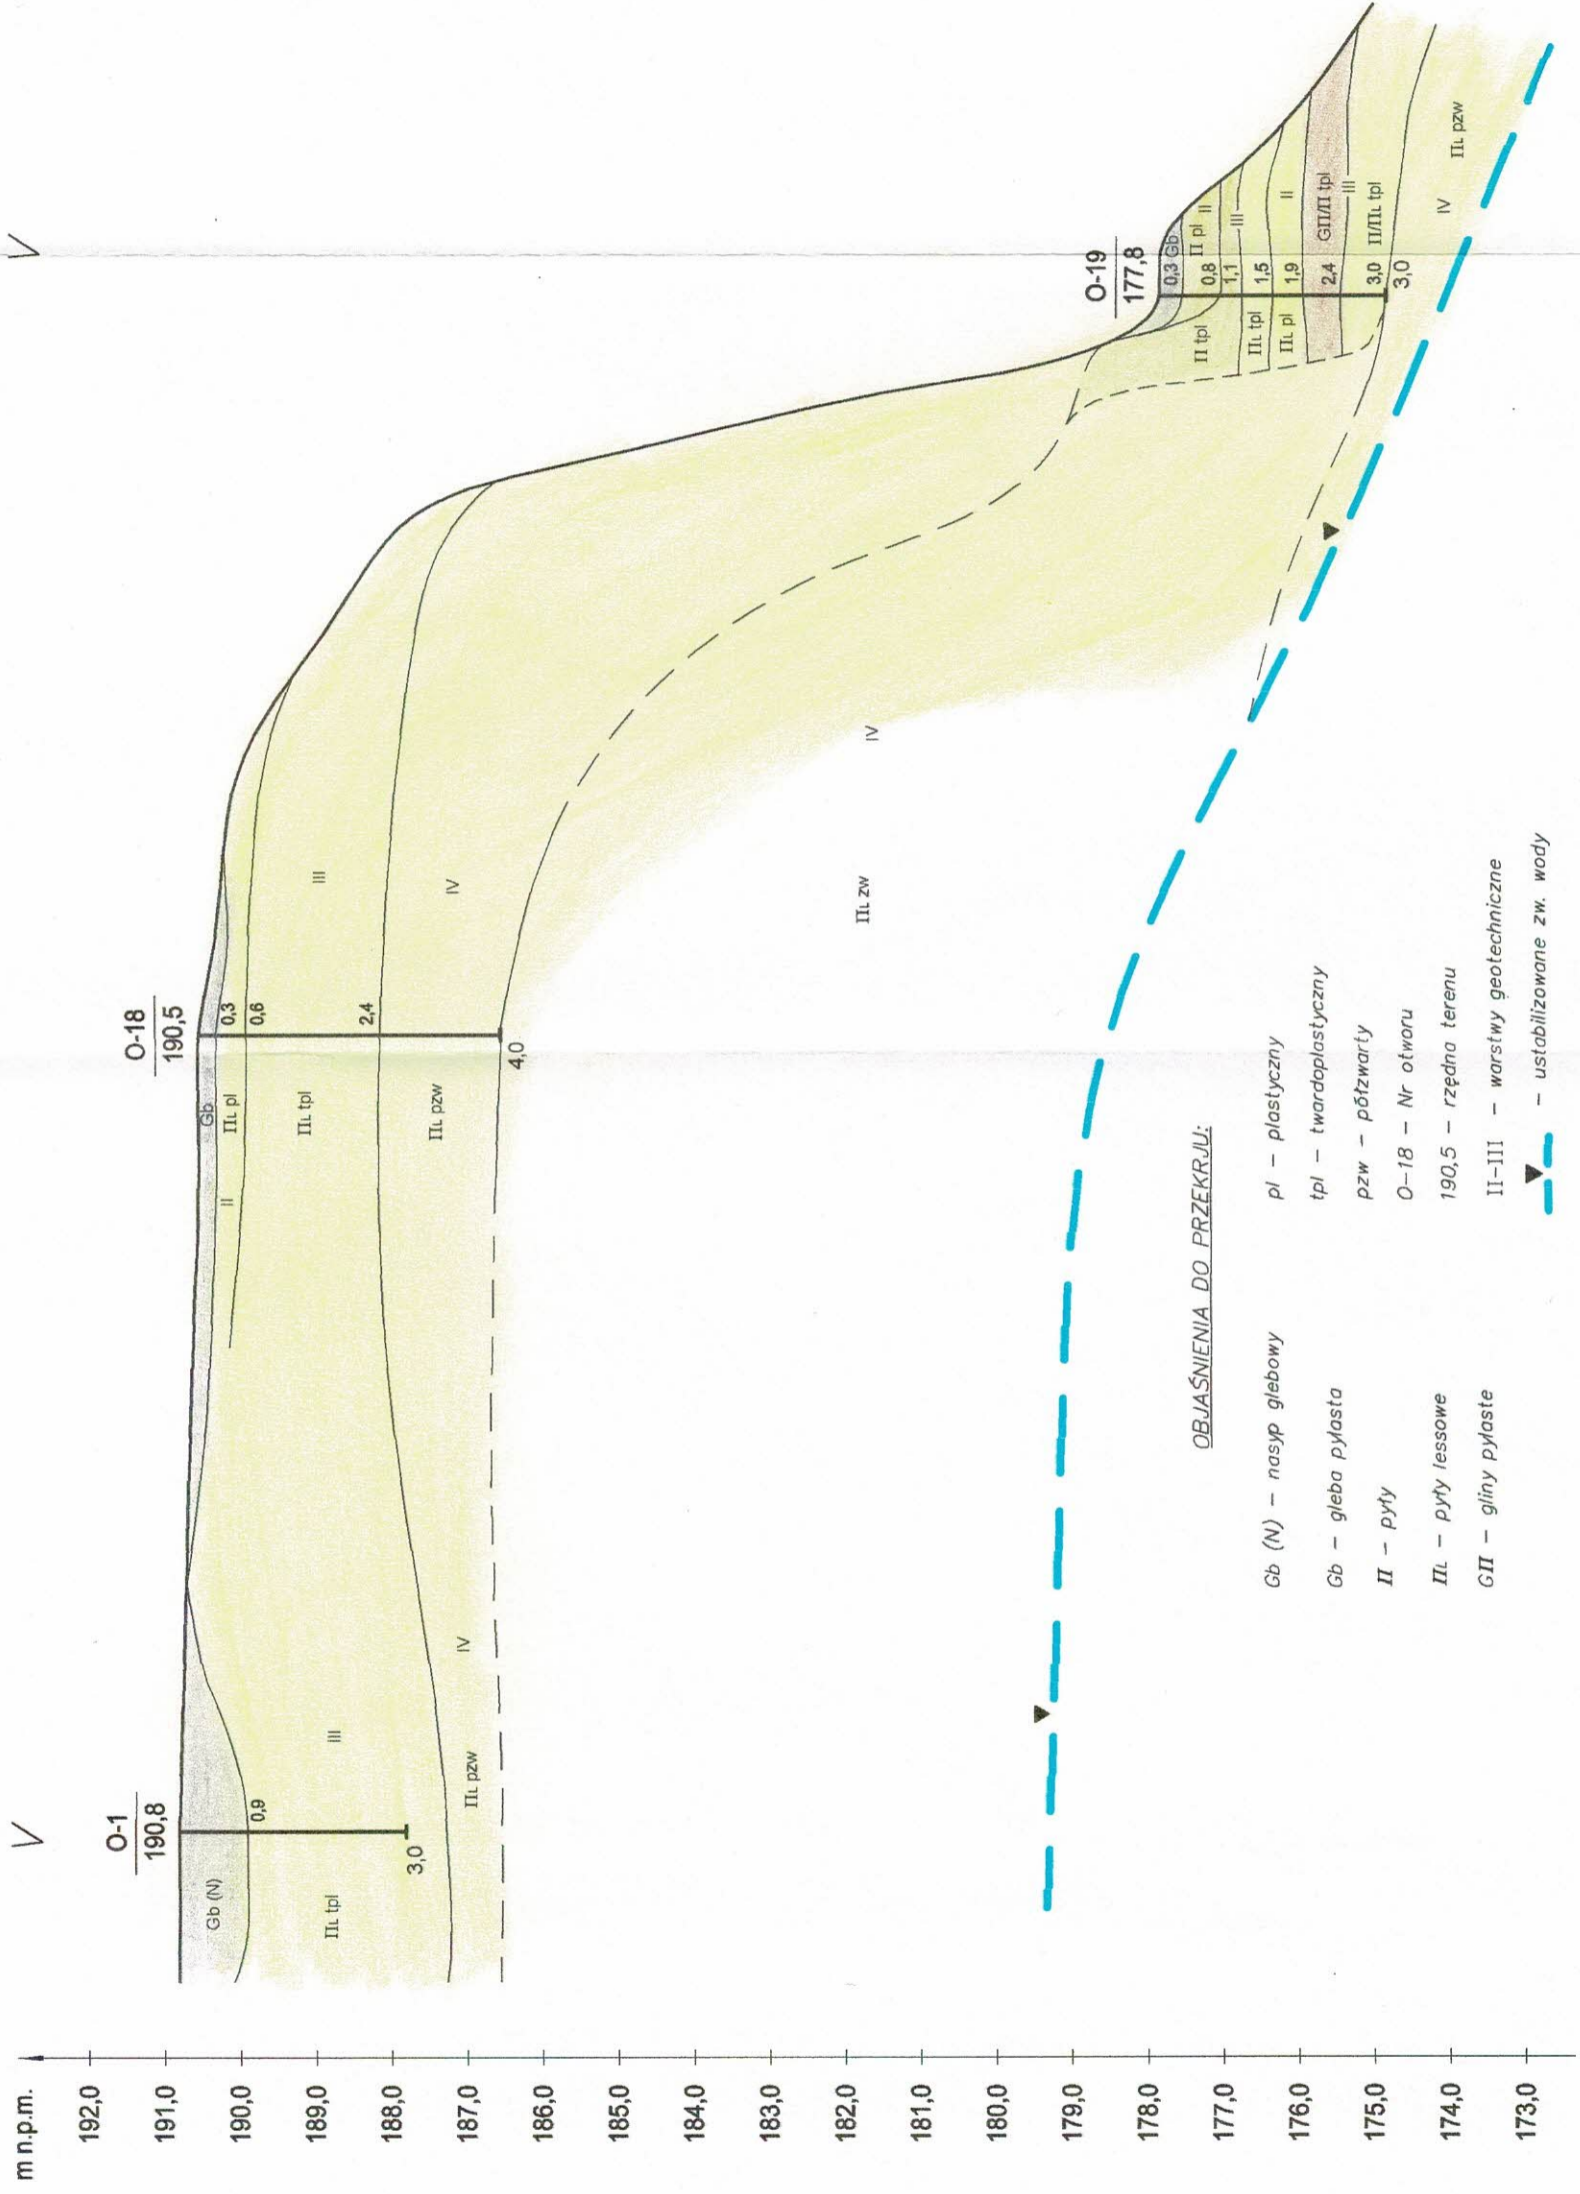 V
V
m n.p.m.
192,0
191,0
190,0
189,0
188,0
187,0
186,0
185,0
184,0
183,0
182,0
181,0
180,0
179,0
178,0
177,0
176,0
175,0
174,0
173,0
O-1
190,8
Gb (N)
0,9
ΠL tpl
III
3,0
ΠL pzw
IV
O-18
190,5
Gb
0,3
ΠL pl
II
0,6
ΠL tpl
III
2,4
ΠL pzw
IV
4,0
ΠL zw
IV
O-19
177,8
0,3 Gb
Π pl
II
Π tpl
0,8
1,1
III
ΠL tpl
1,5
ΠL pl
1,9
II
2,4
GΠ/Π tpl
III
3,0
Π/ΠL tpl
3,0
IV
ΠL pzw
OBJAŚNIENIA DO PRZEKRJU:
Gb (N) – nasyp glebowy
Gb – gleba pylasta
Π – pyły
ΠL – pyły lessowe
GΠ – gliny pylaste
pl – plastyczny
tpl – twardoplastyczny
pzw – półzwarty
O-18 – Nr otworu
190,5 – rzędna terenu
II-III – warstwy geotechniczne
– ustabilizowane zw. wody